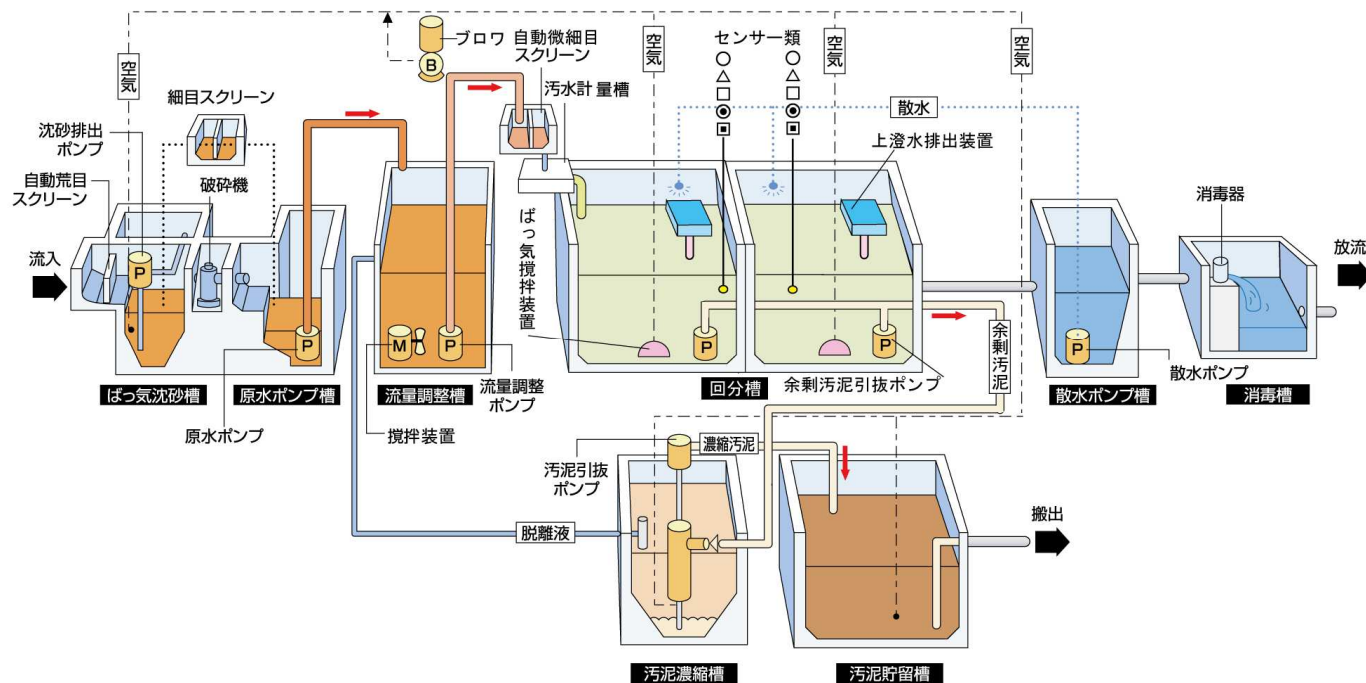 ブロワ
B
自動微細目
スクリーン
空気
センサー類
空気
空気
空気
細目スクリーン
汚水計量槽
散水
沈砂排出
ポンプ
上澄水排出装置
自動荒目
スクリーン
破砕機
消毒器
ばっ気撹拌装置
流入
放流
P
P
M
P
P
P
P
余剰汚泥
ばっ気沈砂槽
原水ポンプ槽
流量調整槽
流量調整
ポンプ
回分槽
余剰汚泥引抜ポンプ
散水ポンプ
散水ポンプ槽
消毒槽
原水ポンプ
撹拌装置
濃縮汚泥
汚泥引抜
ポンプ
脱離液
搬出
汚泥濃縮槽
汚泥貯留槽